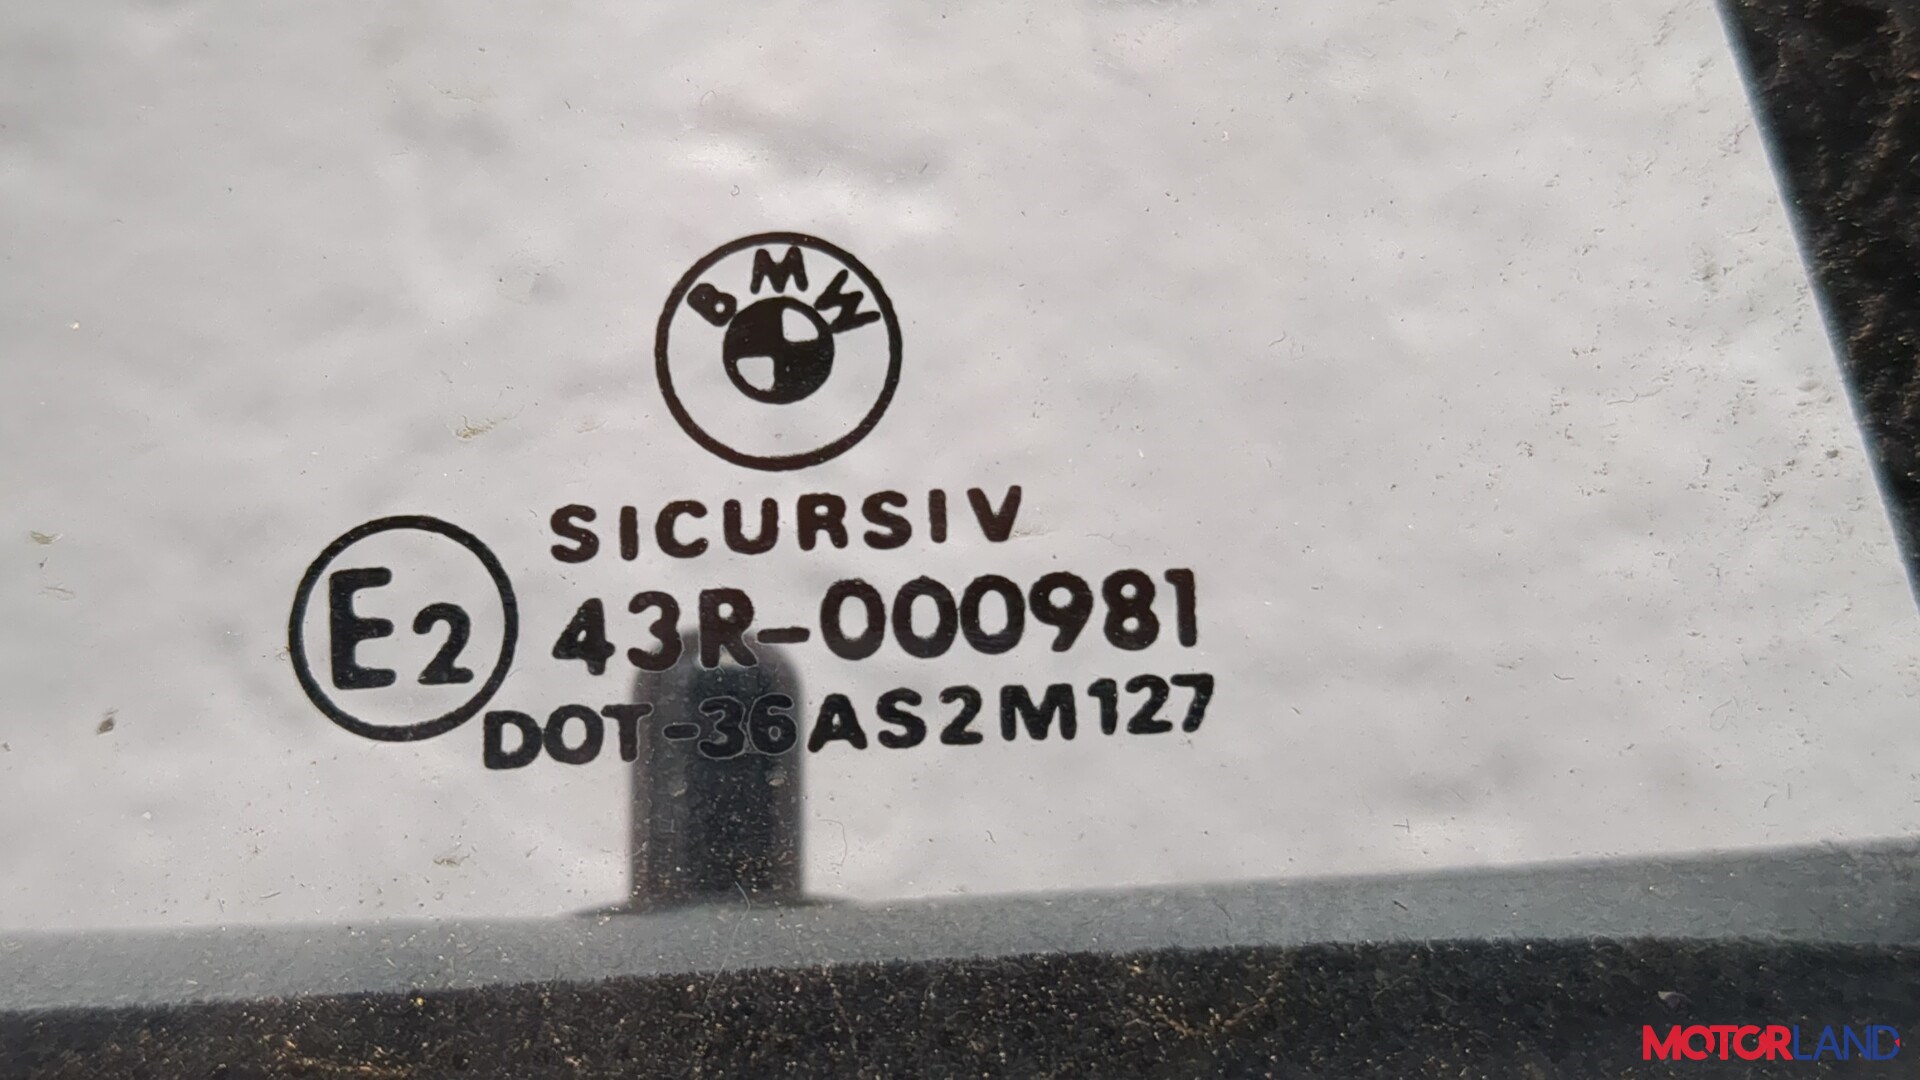 BMW
SICURSIV
E2
43R-000981
DOT-36AS2M127
MOTORLAND